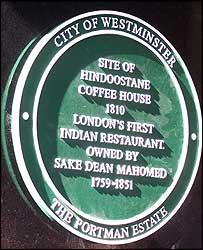 CITY OF WESTMINSTER
SITE OF
HINDOOSTANE
COFFEE HOUSE
1810
LONDON'S FIRST
INDIAN RESTAURANT
OWNED BY
SAKE DEAN MAHOMED
1759-1851
THE PORTMAN ESTATE